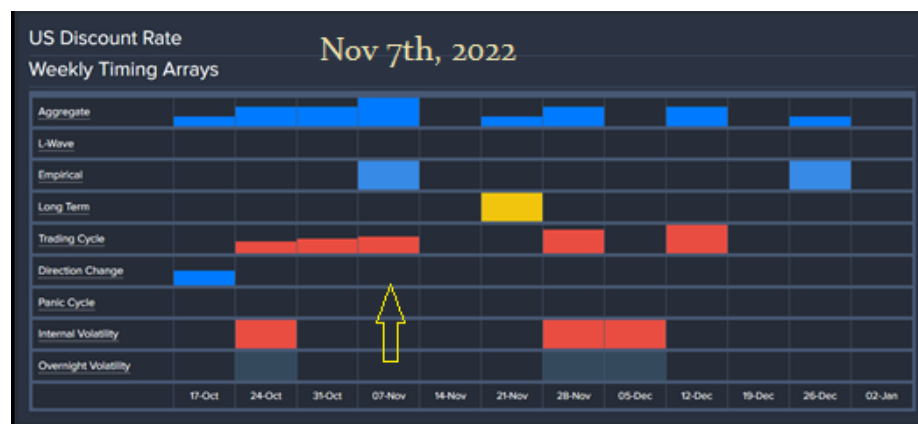 US Discount Rate
Nov 7th, 2022
Weekly Timing Arrays
Aggregate
L-Wave
Empirical
Long Term
Trading Cycle
Direction Change
Panic Cycle
Internal Volatility
Overnight Volatility
17-Oct 24-Oct 31-Oct 07-Nov 14-Nov 21-Nov 28-Nov 05-Dec 12-Dec 19-Dec 26-Dec 02-Jan